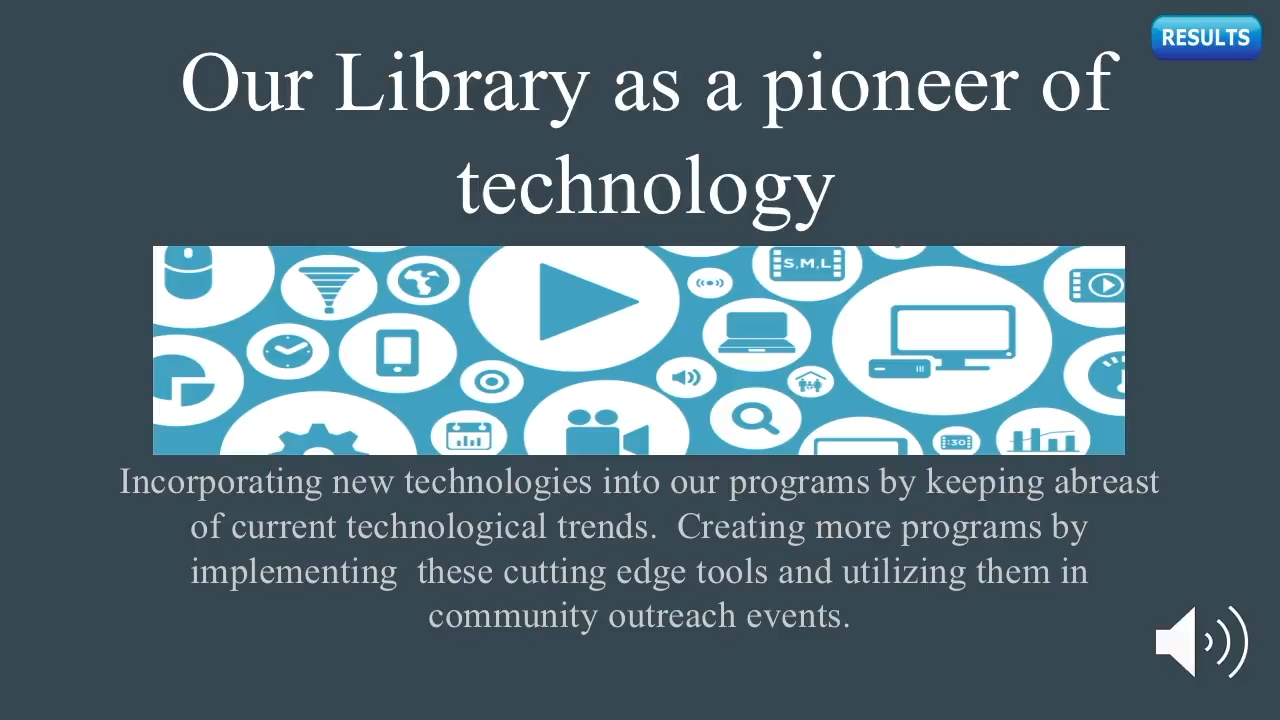 RESULTS
Our Library as a pioneer of
technology
S,M,L
:30
Incorporating new technologies into our programs by keeping abreast
of current technological trends.  Creating more programs by
implementing  these cutting edge tools and utilizing them in
community outreach events.